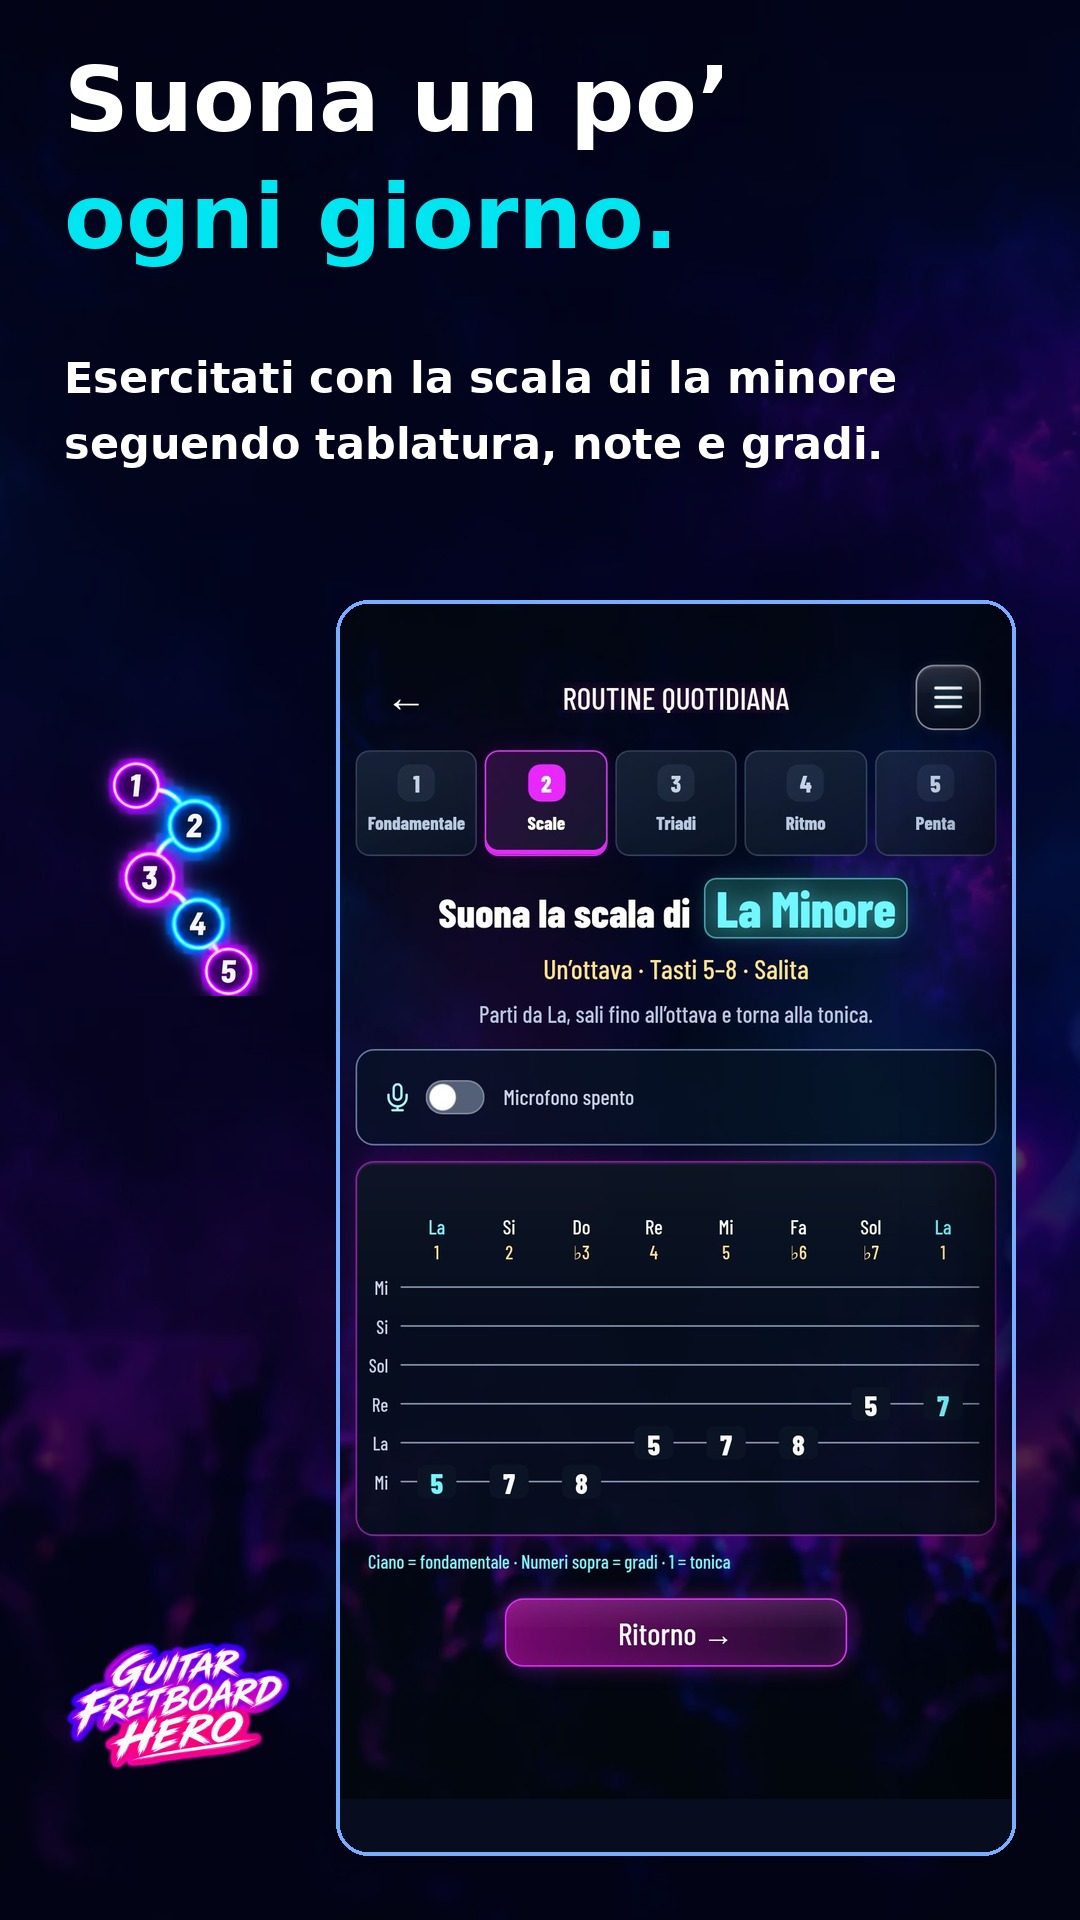 Suona un po’
ogni giorno.
Esercitati con la scala di la minore
seguendo tablatura, note e gradi.
← ROUTINE QUOTIDIANA
1 2 3 4 5
Fondamentale Scale Triadi Ritmo Penta
1
2
3
4
5
Suona la scala di La Minore
Un’ottava · Tasti 5–8 · Salita
Parti da La, sali fino all’ottava e torna alla tonica.
Microfono spento
La Si Do Re Mi Fa Sol La
1 2 ♭3 4 5 ♭6 ♭7 1
Mi
Si
Sol
Re 5 7
La 5 7 8
Mi 5 7 8
Ciano = fondamentale · Numeri sopra = gradi · 1 = tonica
Ritorno →
GUITAR
FRETBOARD
HERO